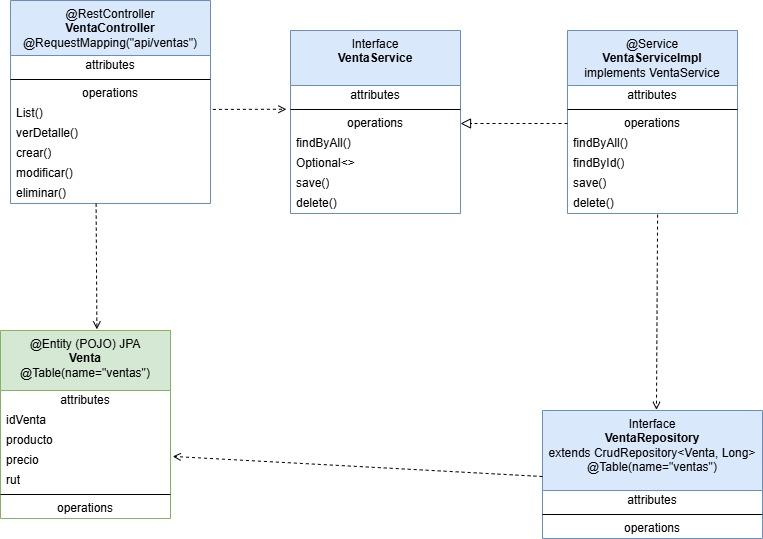 @RestController
VentaController
@RequestMapping("api/ventas")
attributes
operations
List()
verDetalle()
crear()
modificar()
eliminar()
Interface
VentaService
attributes
operations
findByAll()
Optional<>
save()
delete()
@Service
VentaServiceImpl
implements VentaService
attributes
operations
findByAll()
findById()
save()
delete()
@Entity (POJO) JPA
Venta
@Table(name="ventas")
attributes
idVenta
producto
precio
rut
operations
Interface
VentaRepository
extends CrudRepository<Venta, Long>
@Table(name="ventas")
attributes
operations